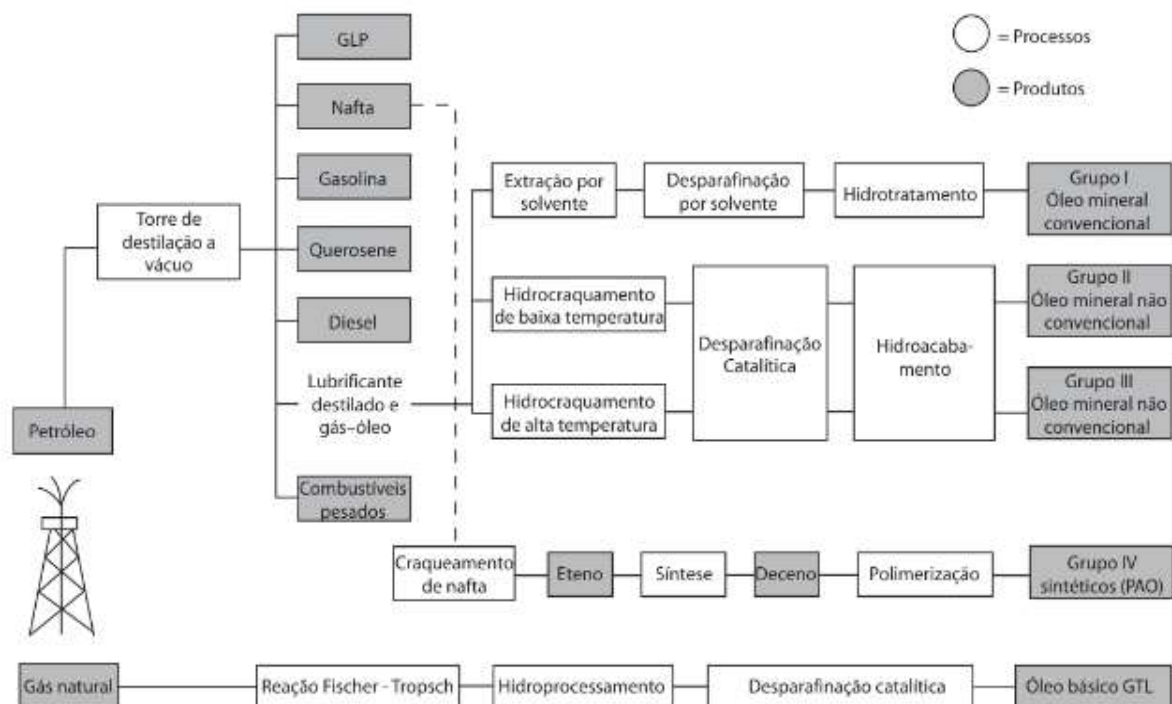 GLP
= Processos
= Produtos
Nafta
Gasolina
Querosene
Diesel
Lubrificante
destilado e
gás-óleo
Combustíveis
pesados
Torre de
destilação a
vácuo
Petróleo
Extração por
solvente
Desparafinação
por solvente
Hidrotratamento
Grupo I
Óleo mineral
convencional
Hidrocraquamento
de baixa temperatura
Hidrocraquamento
de alta temperatura
Desparafinação
Catalítica
Hidroacaba-
mento
Grupo II
Óleo mineral não
convencional
Grupo III
Óleo mineral não
convencional
Craqueamento
de nafta
Eteno
Síntese
Deceno
Polimerização
Grupo IV
sintéticos (PAO)
Gás natural
Reação Fischer - Tropsch
Hidroprocessamento
Desparafinação catalítica
Óleo básico GTL